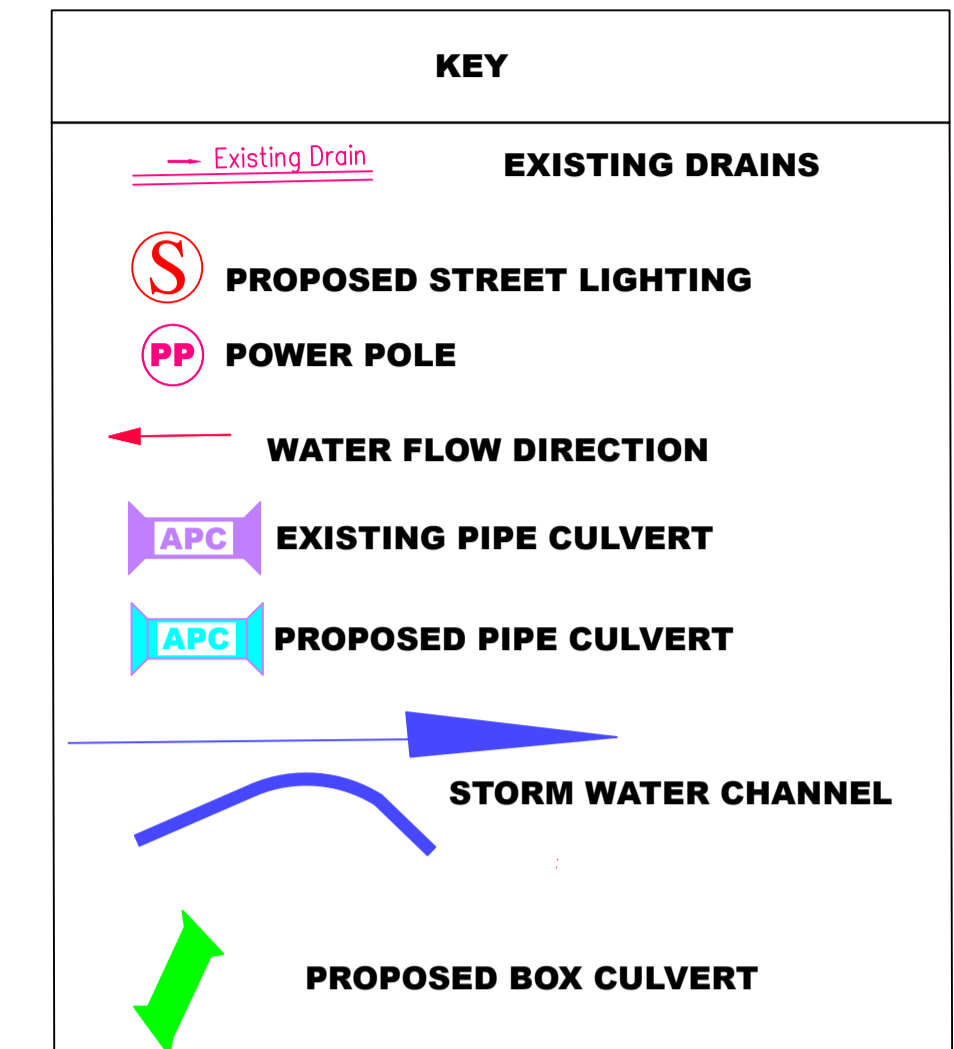 KEY
Existing Drain
EXISTING DRAINS
S
PROPOSED STREET LIGHTING
PP
POWER POLE
WATER FLOW DIRECTION
APC
EXISTING PIPE CULVERT
APC
PROPOSED PIPE CULVERT
STORM WATER CHANNEL
PROPOSED BOX CULVERT